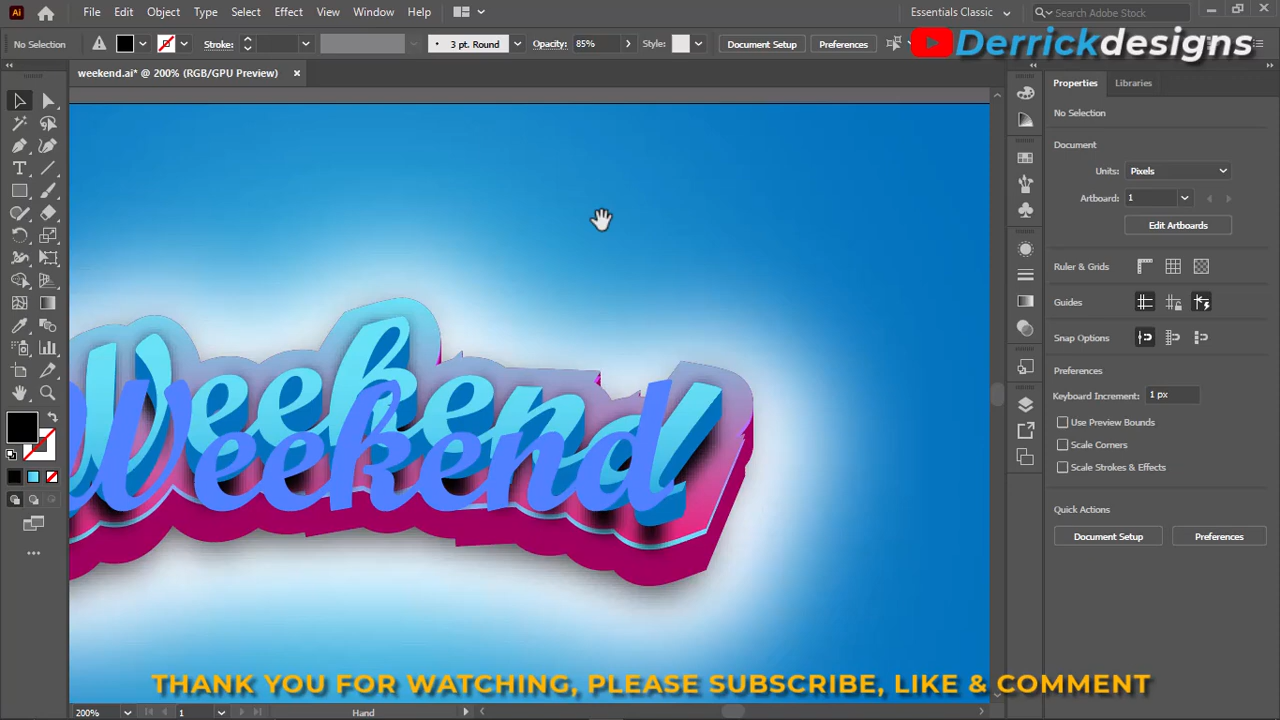 Ai File Edit Object Type Select Effect View Window Help Essentials Classic Search Adobe Stock
No Selection Stroke: 3 pt. Round Opacity: 85% Style: Document Setup Preferences Derrickdesigns
weekend.ai* @ 200% (RGB/GPU Preview)
Properties Libraries
No Selection
Document
Units: Pixels
Artboard: 1
Edit Artboards
Ruler & Grids
Guides
Snap Options
Preferences
Keyboard Increment: 1 px
Use Preview Bounds
Scale Corners
Scale Strokes & Effects
Quick Actions
Document Setup Preferences
Weekend!
Weekend
THANK YOU FOR WATCHING, PLEASE SUBSCRIBE, LIKE & COMMENT
200% 1 Hand